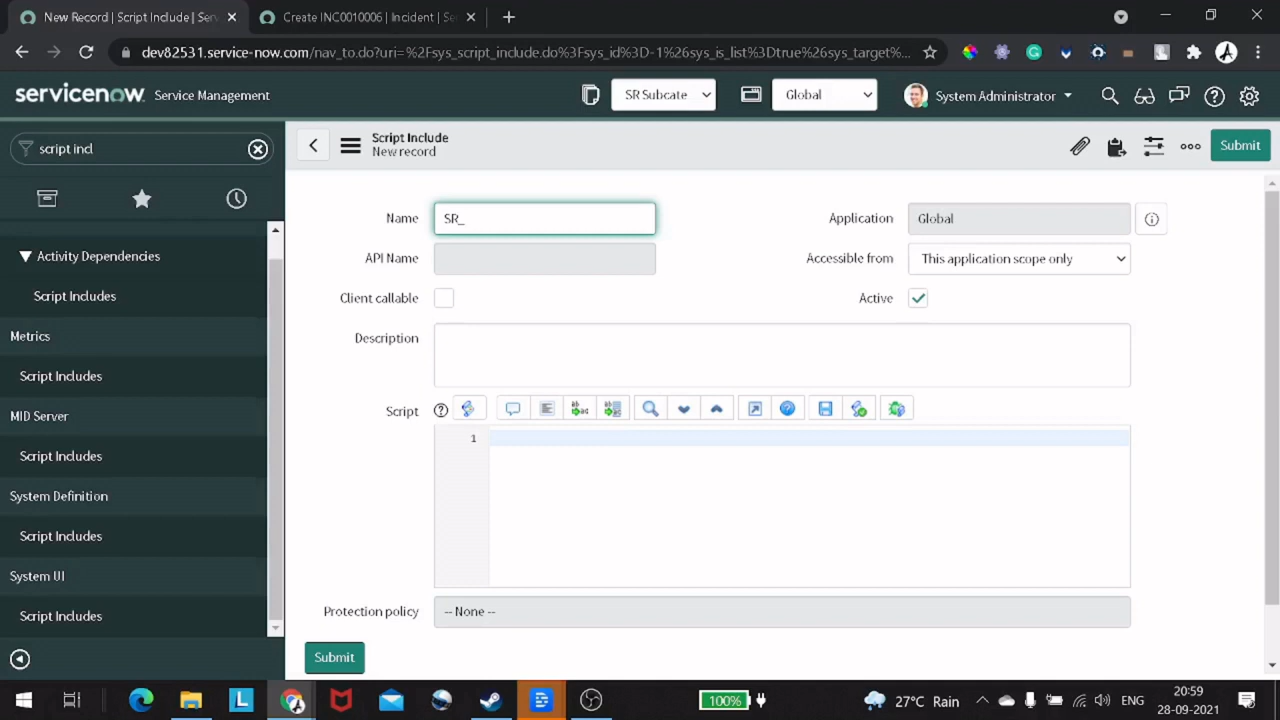 New Record | Script Include | Serv
Create INC0010006 | Incident | Se
dev82531.service-now.com/nav_to.do?uri=%2Fsys_script_include.do%3Fsys_id%3D-1%26sys_is_list%3Dtrue%26sys_target%...
servicenow. Service Management
SR Subcate
Global
System Administrator
script incl
Script Include
New record
Submit
Activity Dependencies
Script Includes
Metrics
Script Includes
MID Server
Script Includes
System Definition
Script Includes
System UI
Script Includes
Name SR_
Application Global
API Name
Accessible from This application scope only
Client callable
Active
Description
Script
1
Protection policy -- None --
Submit
100%
27°C Rain
ENG
20:59
28-09-2021